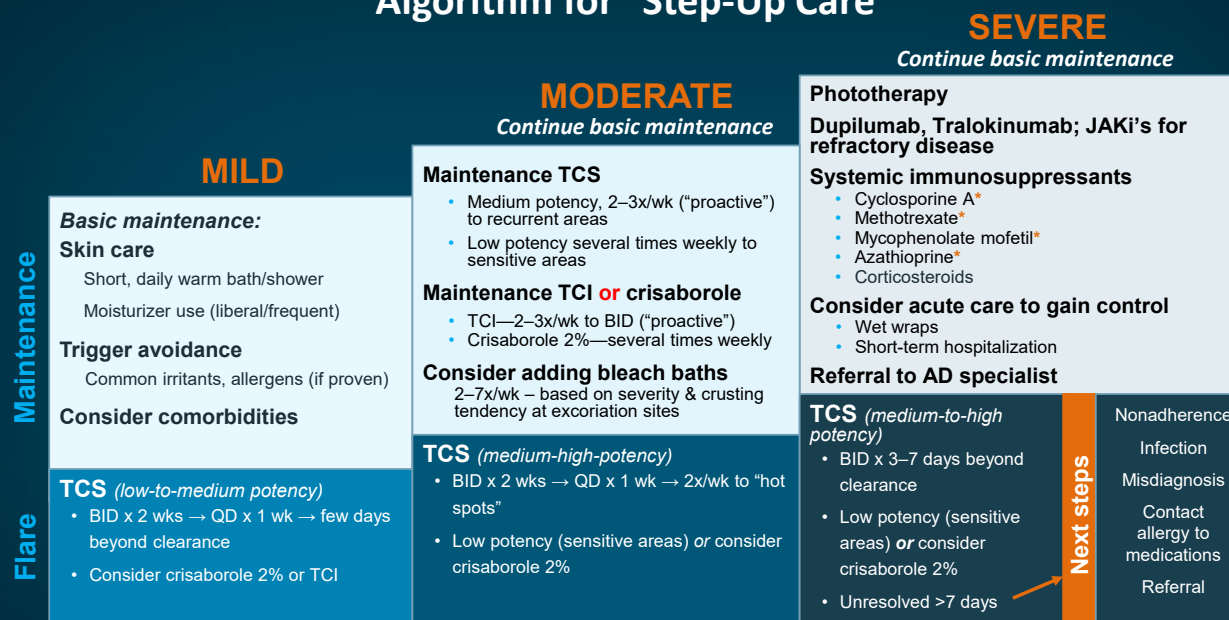 Algorithm for "Step-Up Care"
MILD
Maintenance
Basic maintenance:
Skin care
Short, daily warm bath/shower
Moisturizer use (liberal/frequent)
Trigger avoidance
Common irritants, allergens (if proven)
Consider comorbidities
Flare
TCS (low-to-medium potency)
• BID x 2 wks → QD x 1 wk → few days
beyond clearance
• Consider crisaborole 2% or TCI
MODERATE
Continue basic maintenance
Maintenance TCS
• Medium potency, 2–3x/wk (“proactive”)
to recurrent areas
• Low potency several times weekly to
sensitive areas
Maintenance TCI or crisaborole
• TCI—2–3x/wk to BID (“proactive”)
• Crisaborole 2%—several times weekly
Consider adding bleach baths
2–7x/wk – based on severity & crusting
tendency at excoriation sites
TCS (medium-high-potency)
• BID x 2 wks → QD x 1 wk → 2x/wk to “hot
spots”
• Low potency (sensitive areas) or consider
crisaborole 2%
SEVERE
Continue basic maintenance
Phototherapy
Dupilumab, Tralokinumab; JAKi’s for
refractory disease
Systemic immunosuppressants
• Cyclosporine A*
• Methotrexate*
• Mycophenolate mofetil*
• Azathioprine*
• Corticosteroids
Consider acute care to gain control
• Wet wraps
• Short-term hospitalization
Referral to AD specialist
TCS (medium-to-high
potency)
• BID x 3–7 days beyond
clearance
• Low potency (sensitive
areas) or consider
crisaborole 2%
• Unresolved >7 days
Next steps
Nonadherence
Infection
Misdiagnosis
Contact
allergy to
medications
Referral